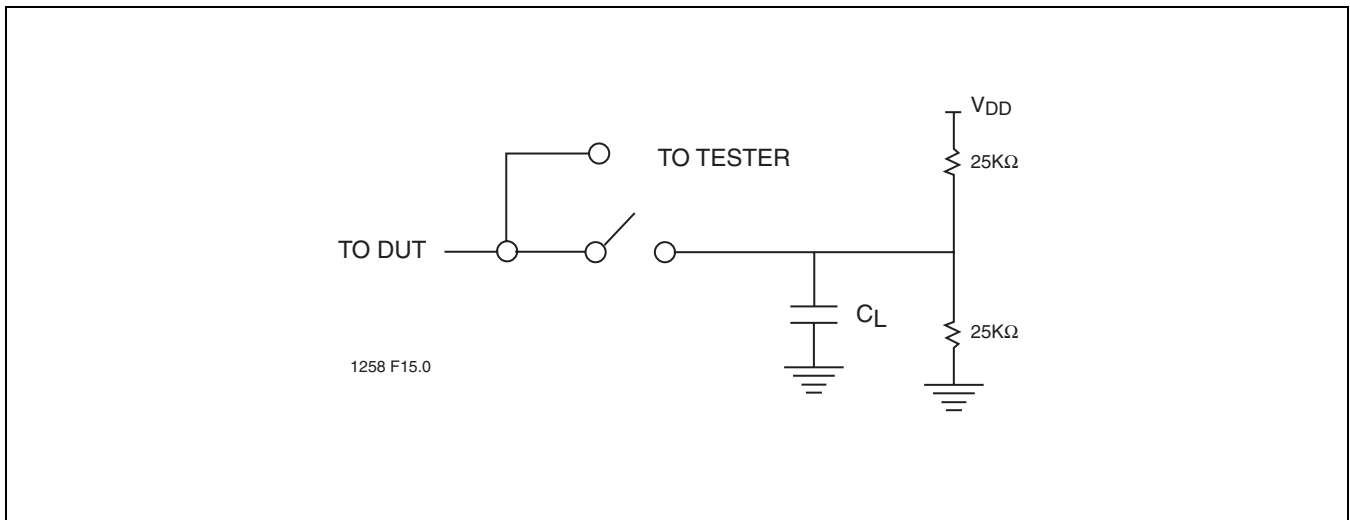 VDD
25KΩ
TO TESTER
TO DUT
CL
25KΩ
1258 F15.0